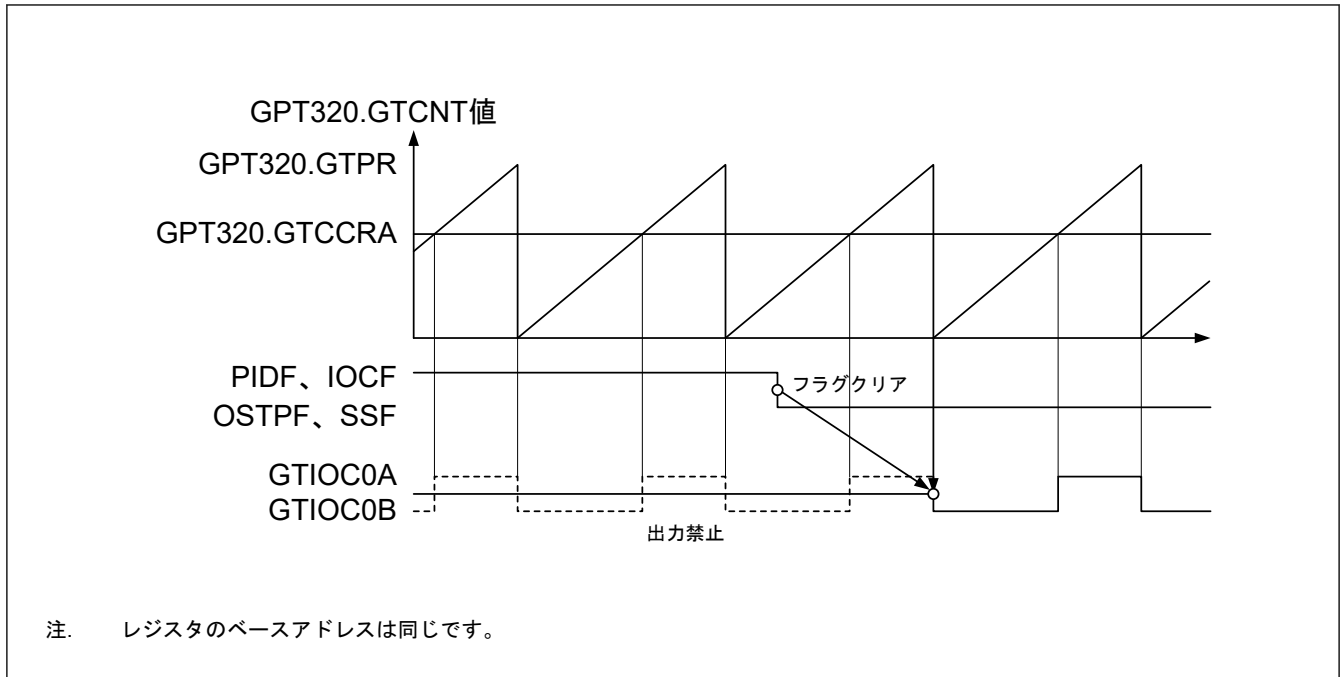 GPT320.GTCNT値
GPT320.GTPR
GPT320.GTCCRA
PIDF、IOCF
フラグクリア
OSTPF、SSF
GTIOC0A
GTIOC0B
出力禁止
注. レジスタのベースアドレスは同じです。